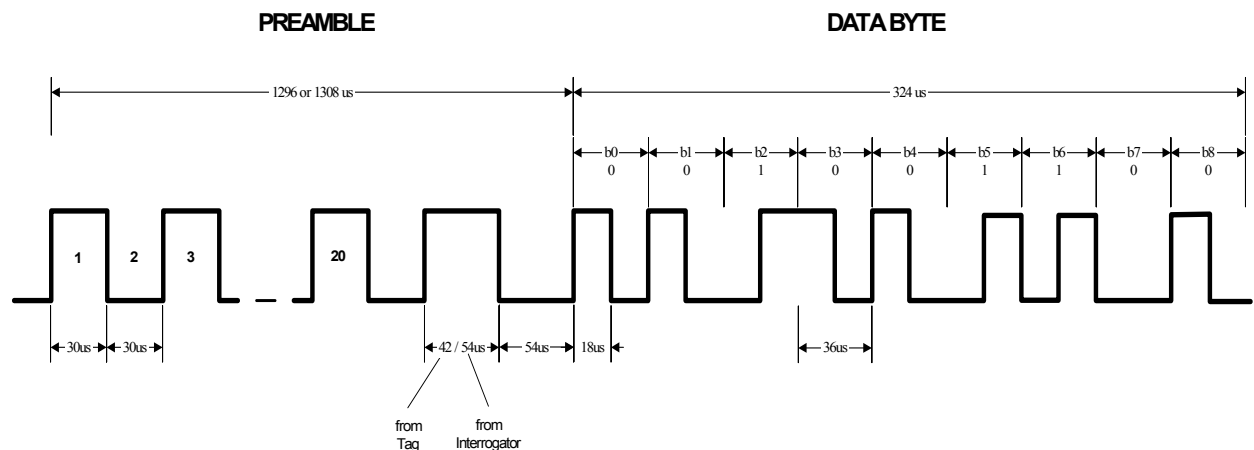 PREAMBLE
DATA BYTE
1296 or 1308 us
324 us
b0 b1 b2 b3 b4 b5 b6 b7 b8
0 0 1 0 0 1 1 0 0
1 2 3 20
30us 30us 42 / 54us 54us 18us 36us
from from
Tag Interrogator